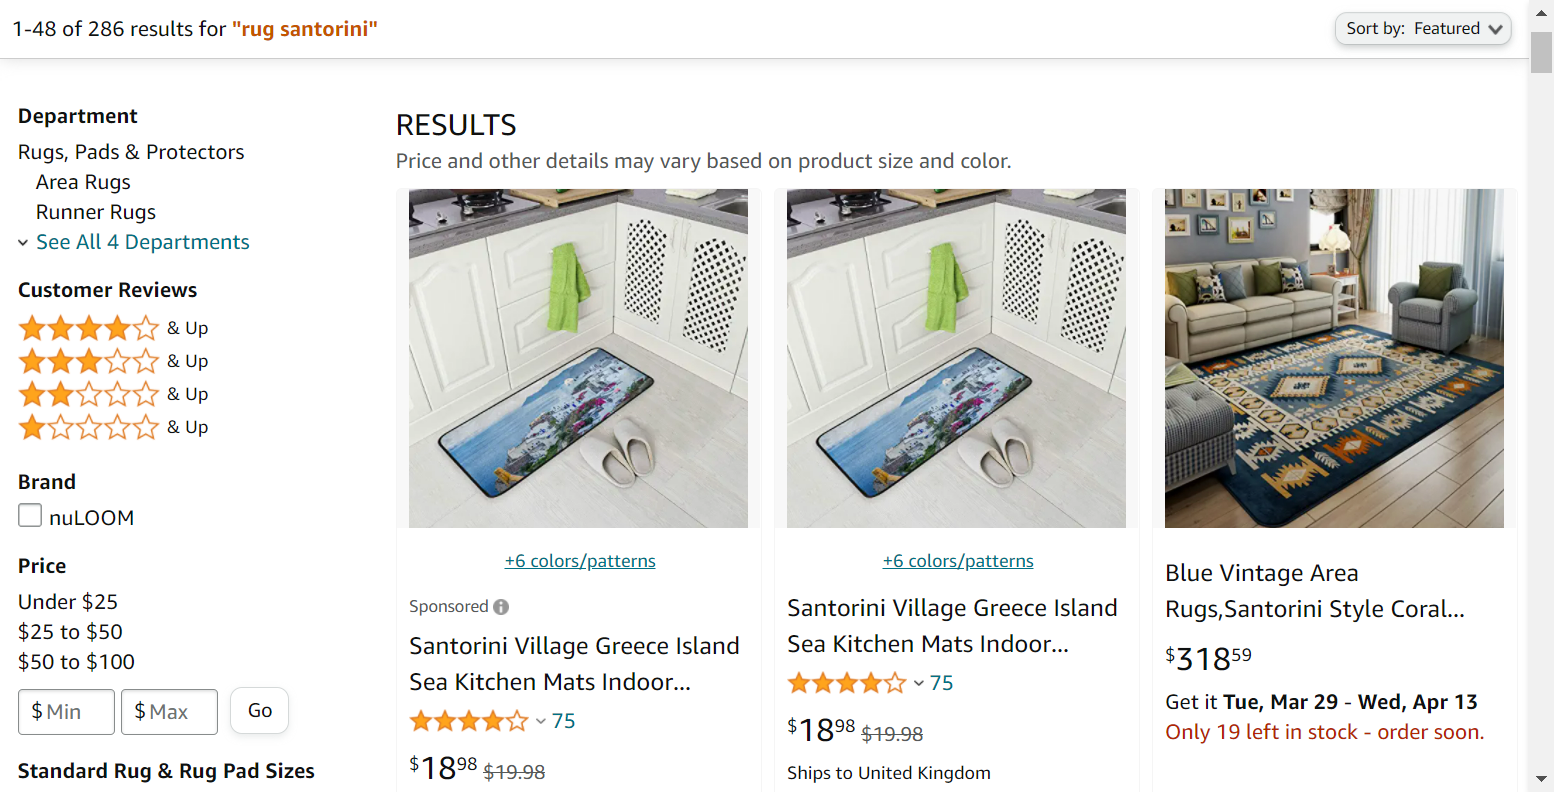 1-48 of 286 results for "rug santorini"
Sort by: Featured
Department
Rugs, Pads & Protectors
Area Rugs
Runner Rugs
See All 4 Departments
Customer Reviews
& Up
& Up
& Up
& Up
Brand
nuLOOM
Price
Under $25
$25 to $50
$50 to $100
$ Min
$ Max
Go
Standard Rug & Rug Pad Sizes
RESULTS
Price and other details may vary based on product size and color.
+6 colors/patterns
Sponsored
Santorini Village Greece Island
Sea Kitchen Mats Indoor...
75
$1898 $19.98
+6 colors/patterns
Santorini Village Greece Island
Sea Kitchen Mats Indoor...
75
$1898 $19.98
Ships to United Kingdom
Blue Vintage Area
Rugs,Santorini Style Coral...
$31859
Get it Tue, Mar 29 - Wed, Apr 13
Only 19 left in stock - order soon.